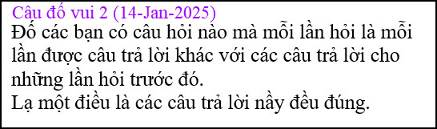 Câu đố vui 2 (14-Jan-2025)
Đố các bạn có câu hỏi nào mà mỗi lần hỏi là mỗi
lần được câu trả lời khác với các câu trả lời cho
những lần hỏi trước đó.
Lạ một điều là các câu trả lời nầy đều đúng.